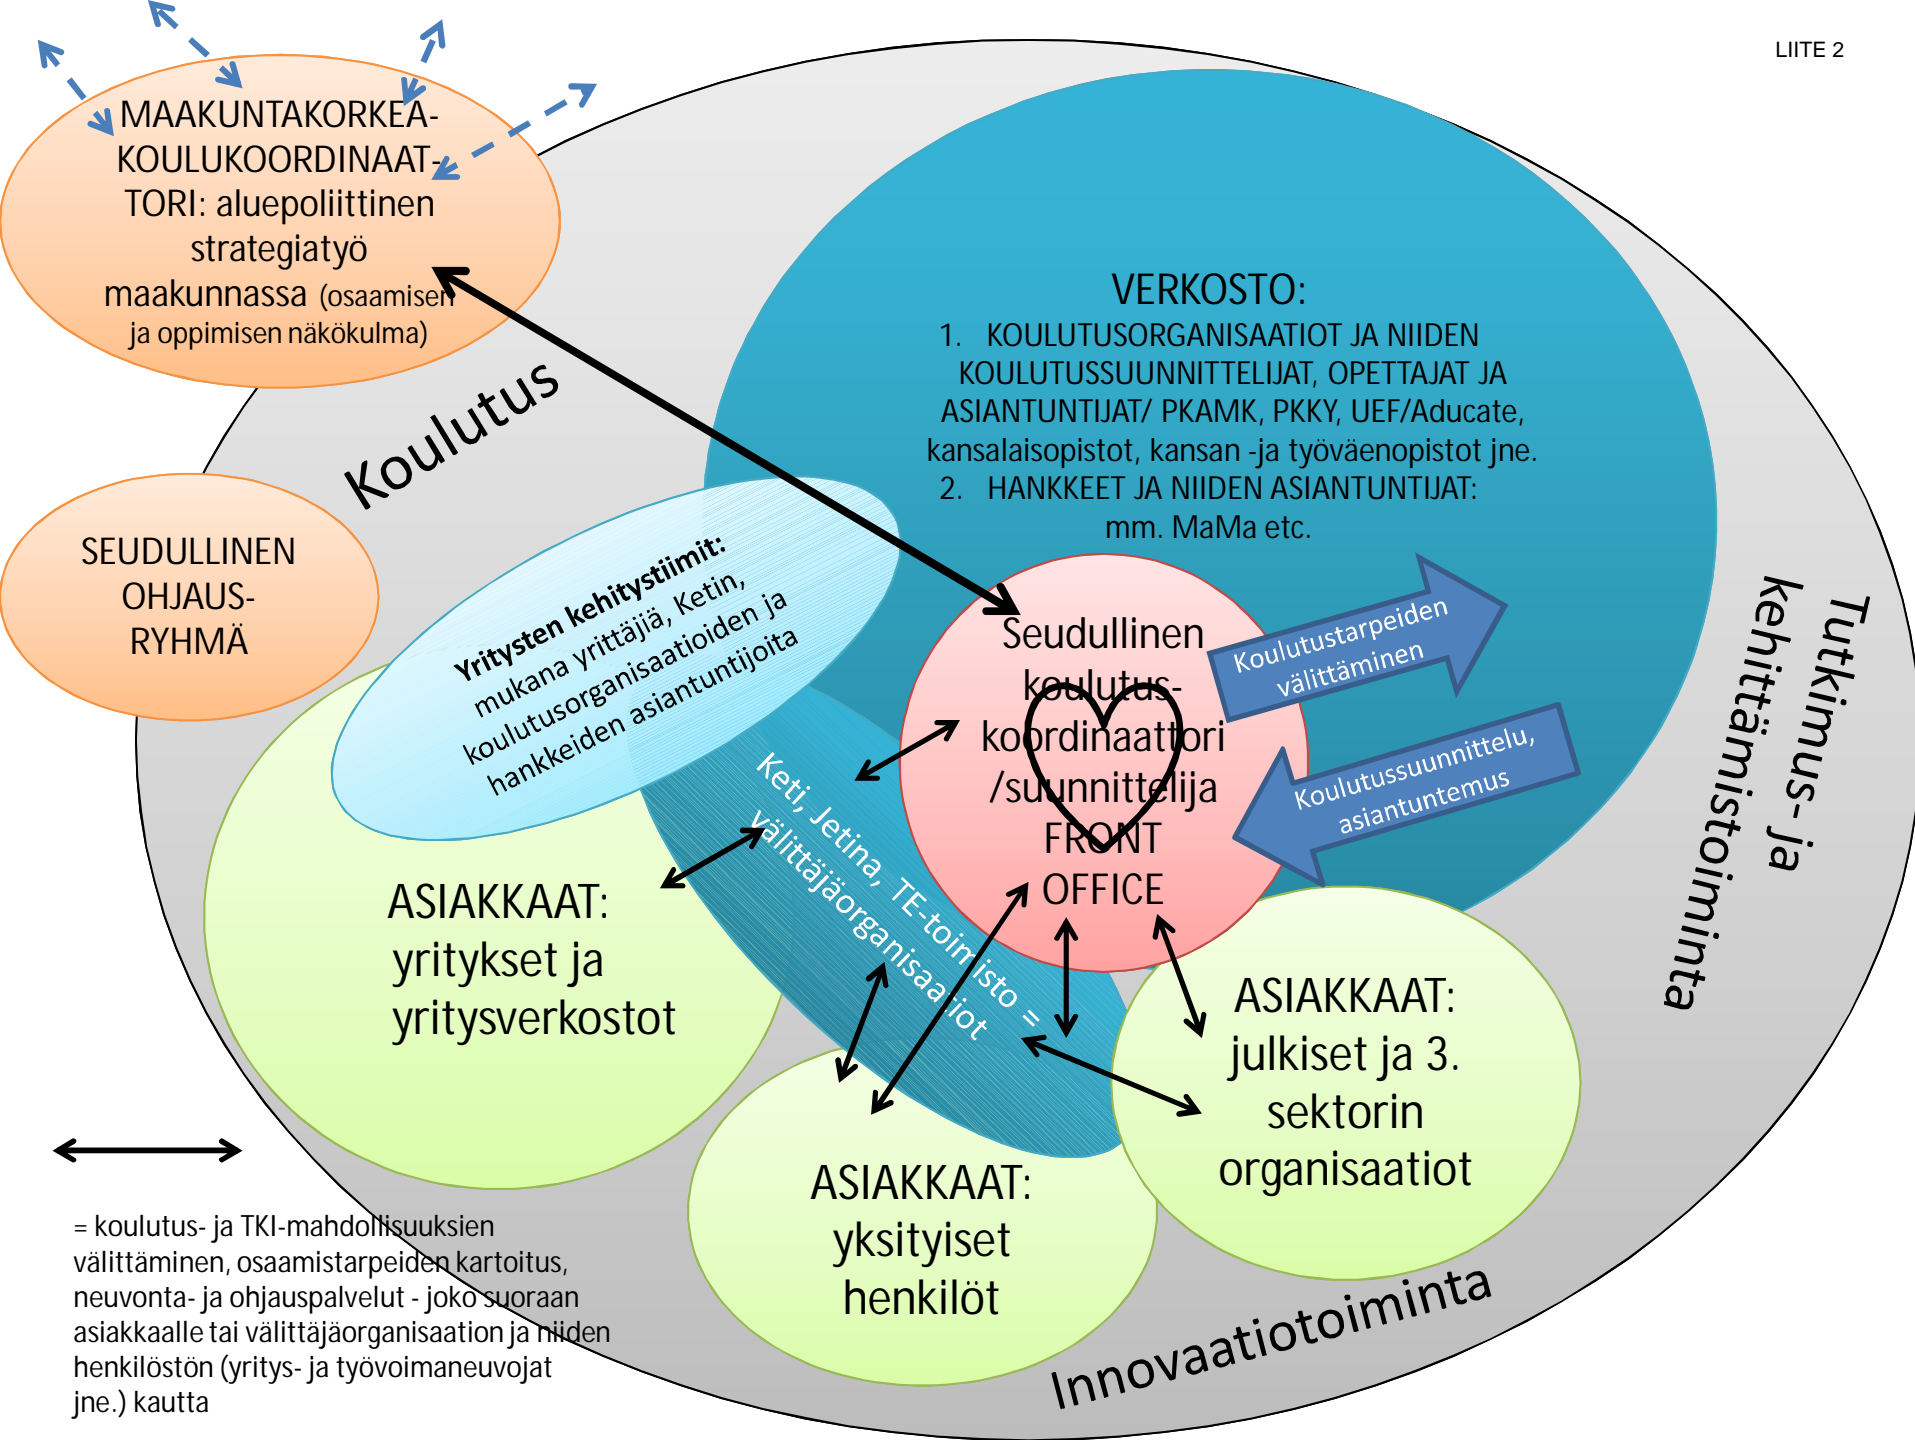 LIITE 2
MAAKUNTAKORKEA-
KOULUKOORDINAAT-
TORI: aluepoliittinen
strategiatyö
maakunnassa (osaamisen
ja oppimisen näkökulma)
Koulutus
VERKOSTO:
1. KOULUTUSORGANISAATIOT JA NIIDEN
KOULUTUSSUUNNITTELIJAT, OPETTAJAT JA
ASIANTUNTIJAT/ PKAMK, PKKY, UEF/Aducate,
kansalaisopistot, kansan -ja työväenopistot jne.
2. HANKKEET JA NIIDEN ASIANTUNTIJAT:
mm. MaMa etc.
SEUDULLINEN
OHJAUS-
RYHMÄ
Yritysten kehitystiimit:
mukana yrittäjä, Ketin,
koulutusorganisaatioiden ja
hankkeiden asiantuntijoita
Seudullinen
koulutus-
koordinaattori
/suunnittelija
FRONT
OFFICE
Koulutustarpeiden
välittäminen
Koulutussuunnittelu,
asiantuntemus
Tutkimus- ja
kehittämistoiminta
Keti, Jetina, TE-toimisto =
välittäjäorganisaatiot
ASIAKKAAT:
yritykset ja
yritysverkostot
ASIAKKAAT:
julkiset ja 3.
sektorin
organisaatiot
ASIAKKAAT:
yksityiset
henkilöt
Innovaatiotoiminta
= koulutus- ja TKI-mahdollisuuksien
välittäminen, osaamistarpeiden kartoitus,
neuvonta- ja ohjauspalvelut - joko suoraan
asiakkaalle tai välittäjäorganisaation ja niiden
henkilöstön (yritys- ja työvoimaneuvojat
jne.) kautta